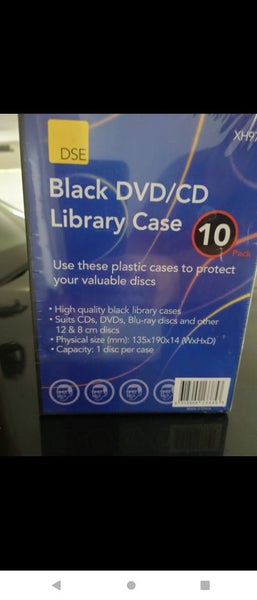 DSE
XH97
Black DVD/CD
Library Case
10
Pack
Use these plastic cases to protect
your valuable discs
• High quality black library cases
• Suits CDs, DVDs, Blu-ray discs and other
12 & 8 cm discs
• Physical size (mm): 135x190x14 (WxHxD)
• Capacity: 1 disc per case